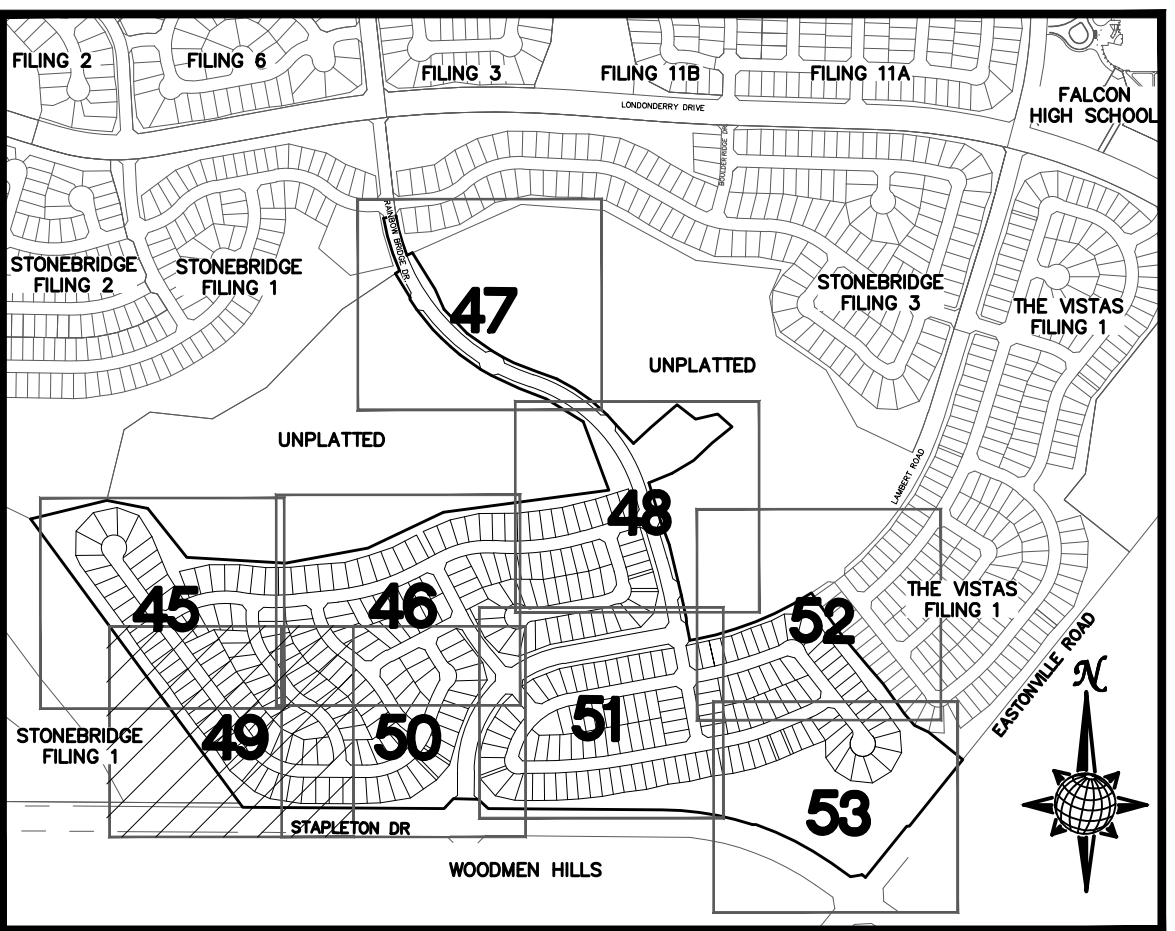 FILING 2
FILING 6
FILING 3
FILING 11B
FILING 11A
FALCON
HIGH SCHOOL
LONDONDERRY DRIVE
BOULDER RIDGE DR
RAINBOW BRIDGE DR.
STONEBRIDGE
FILING 2
STONEBRIDGE
FILING 1
STONEBRIDGE
FILING 3
THE VISTAS
FILING 1
47
UNPLATTED
UNPLATTED
LAMBERT ROAD
48
45
46
52
THE VISTAS
FILING 1
EASTONVILLE ROAD
N
STONEBRIDGE
FILING 1
49
50
51
53
STAPLETON DR
WOODMEN HILLS